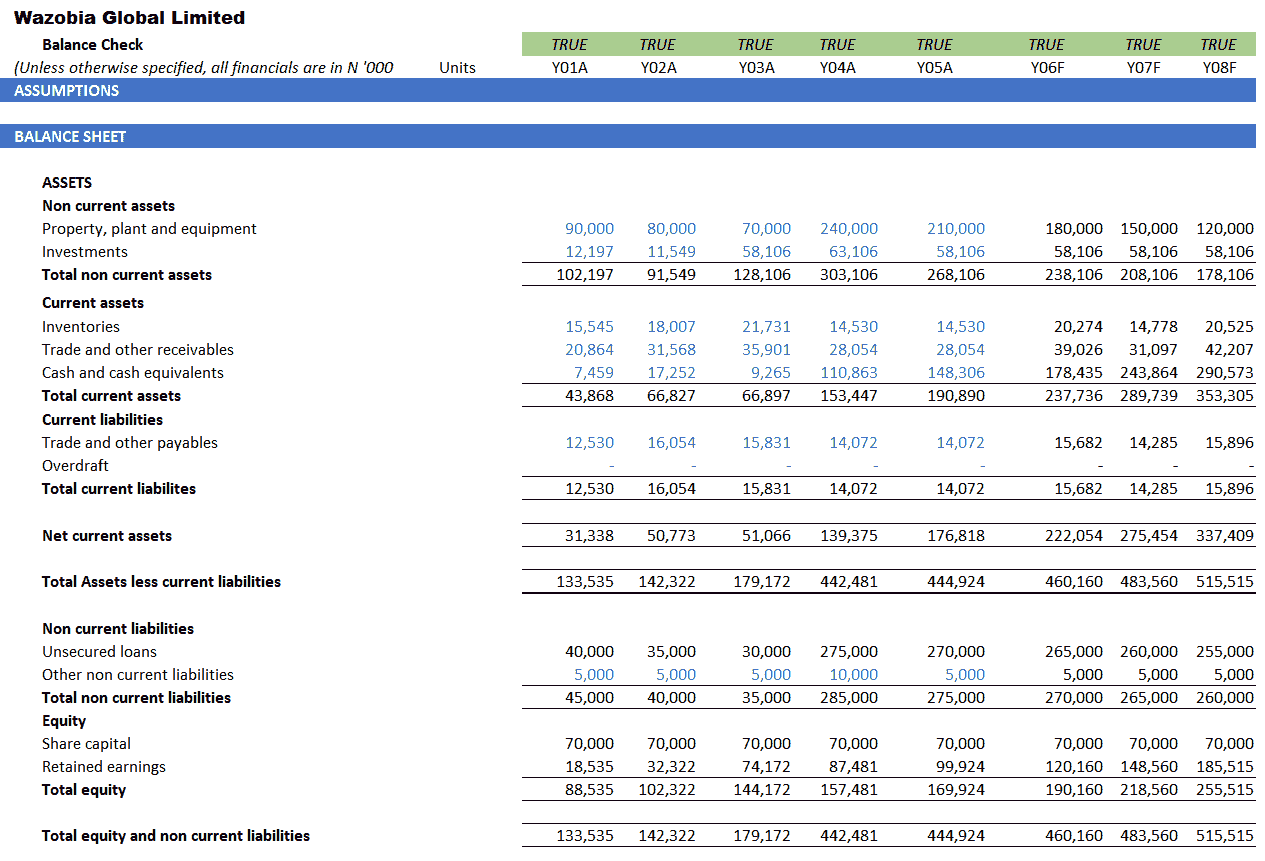 Wazobia Global Limited
Balance Check TRUE TRUE TRUE TRUE TRUE TRUE TRUE TRUE
(Unless otherwise specified, all financials are in N '000 Units Y01A Y02A Y03A Y04A Y05A Y06F Y07F Y08F
ASSUMPTIONS
BALANCE SHEET
ASSETS
Non current assets
Property, plant and equipment 90,000 80,000 70,000 240,000 210,000 180,000 150,000 120,000
Investments 12,197 11,549 58,106 63,106 58,106 58,106 58,106 58,106
Total non current assets 102,197 91,549 128,106 303,106 268,106 238,106 208,106 178,106
Current assets
Inventories 15,545 18,007 21,731 14,530 14,530 20,274 14,778 20,525
Trade and other receivables 20,864 31,568 35,901 28,054 28,054 39,026 31,097 42,207
Cash and cash equivalents 7,459 17,252 9,265 110,863 148,306 178,435 243,864 290,573
Total current assets 43,868 66,827 66,897 153,447 190,890 237,736 289,739 353,305
Current liabilities
Trade and other payables 12,530 16,054 15,831 14,072 14,072 15,682 14,285 15,896
Overdraft - - - - - - - -
Total current liabilites 12,530 16,054 15,831 14,072 14,072 15,682 14,285 15,896
Net current assets 31,338 50,773 51,066 139,375 176,818 222,054 275,454 337,409
Total Assets less current liabilities 133,535 142,322 179,172 442,481 444,924 460,160 483,560 515,515
Non current liabilities
Unsecured loans 40,000 35,000 30,000 275,000 270,000 265,000 260,000 255,000
Other non current liabilities 5,000 5,000 5,000 10,000 5,000 5,000 5,000 5,000
Total non current liabilities 45,000 40,000 35,000 285,000 275,000 270,000 265,000 260,000
Equity
Share capital 70,000 70,000 70,000 70,000 70,000 70,000 70,000 70,000
Retained earnings 18,535 32,322 74,172 87,481 99,924 120,160 148,560 185,515
Total equity 88,535 102,322 144,172 157,481 169,924 190,160 218,560 255,515
Total equity and non current liabilities 133,535 142,322 179,172 442,481 444,924 460,160 483,560 515,515